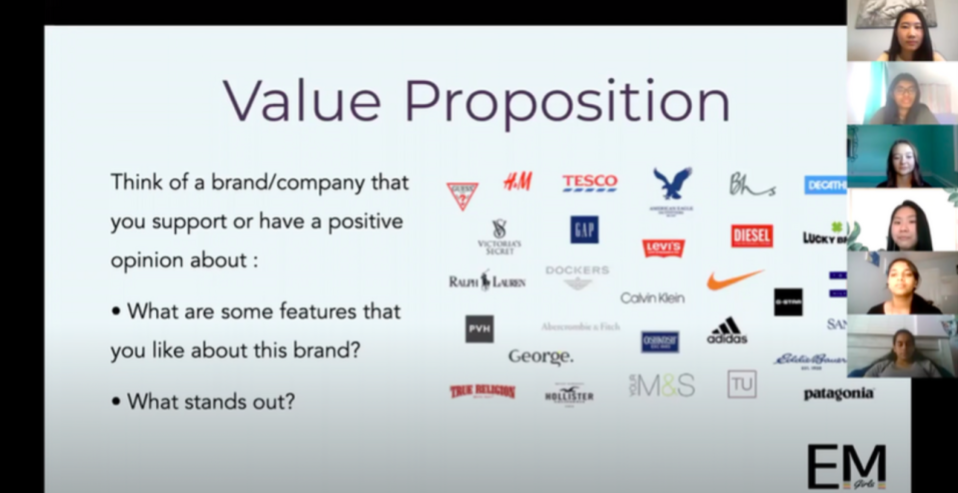 Value Proposition
Think of a brand/company that
you support or have a positive
opinion about :
• What are some features that
you like about this brand?
• What stands out?
GUESS
?
H&M
TESCO
AMERICAN EAGLE
Bhs
DECATH
VICTORIA'S
SECRET
GAP
LEVI'S
DIESEL
LUCKY
RALPH LAUREN
DOCKERS
Calvin Klein
G-STAR
PVH
Abercrombie & Fitch
OSHKOSH
adidas
SAN
George.
Eddie Bauer
TRUE RELIGION
HOLLISTER
YOUR
M&S
TU
patagonia
EM
Girls